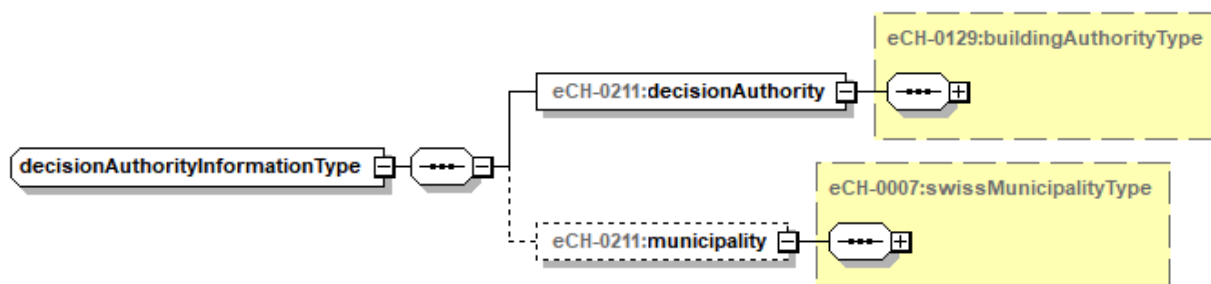 eCH-0129:buildingAuthorityType
eCH-0211:decisionAuthority
decisionAuthorityInformationType
eCH-0007:swissMunicipalityType
eCH-0211:municipality